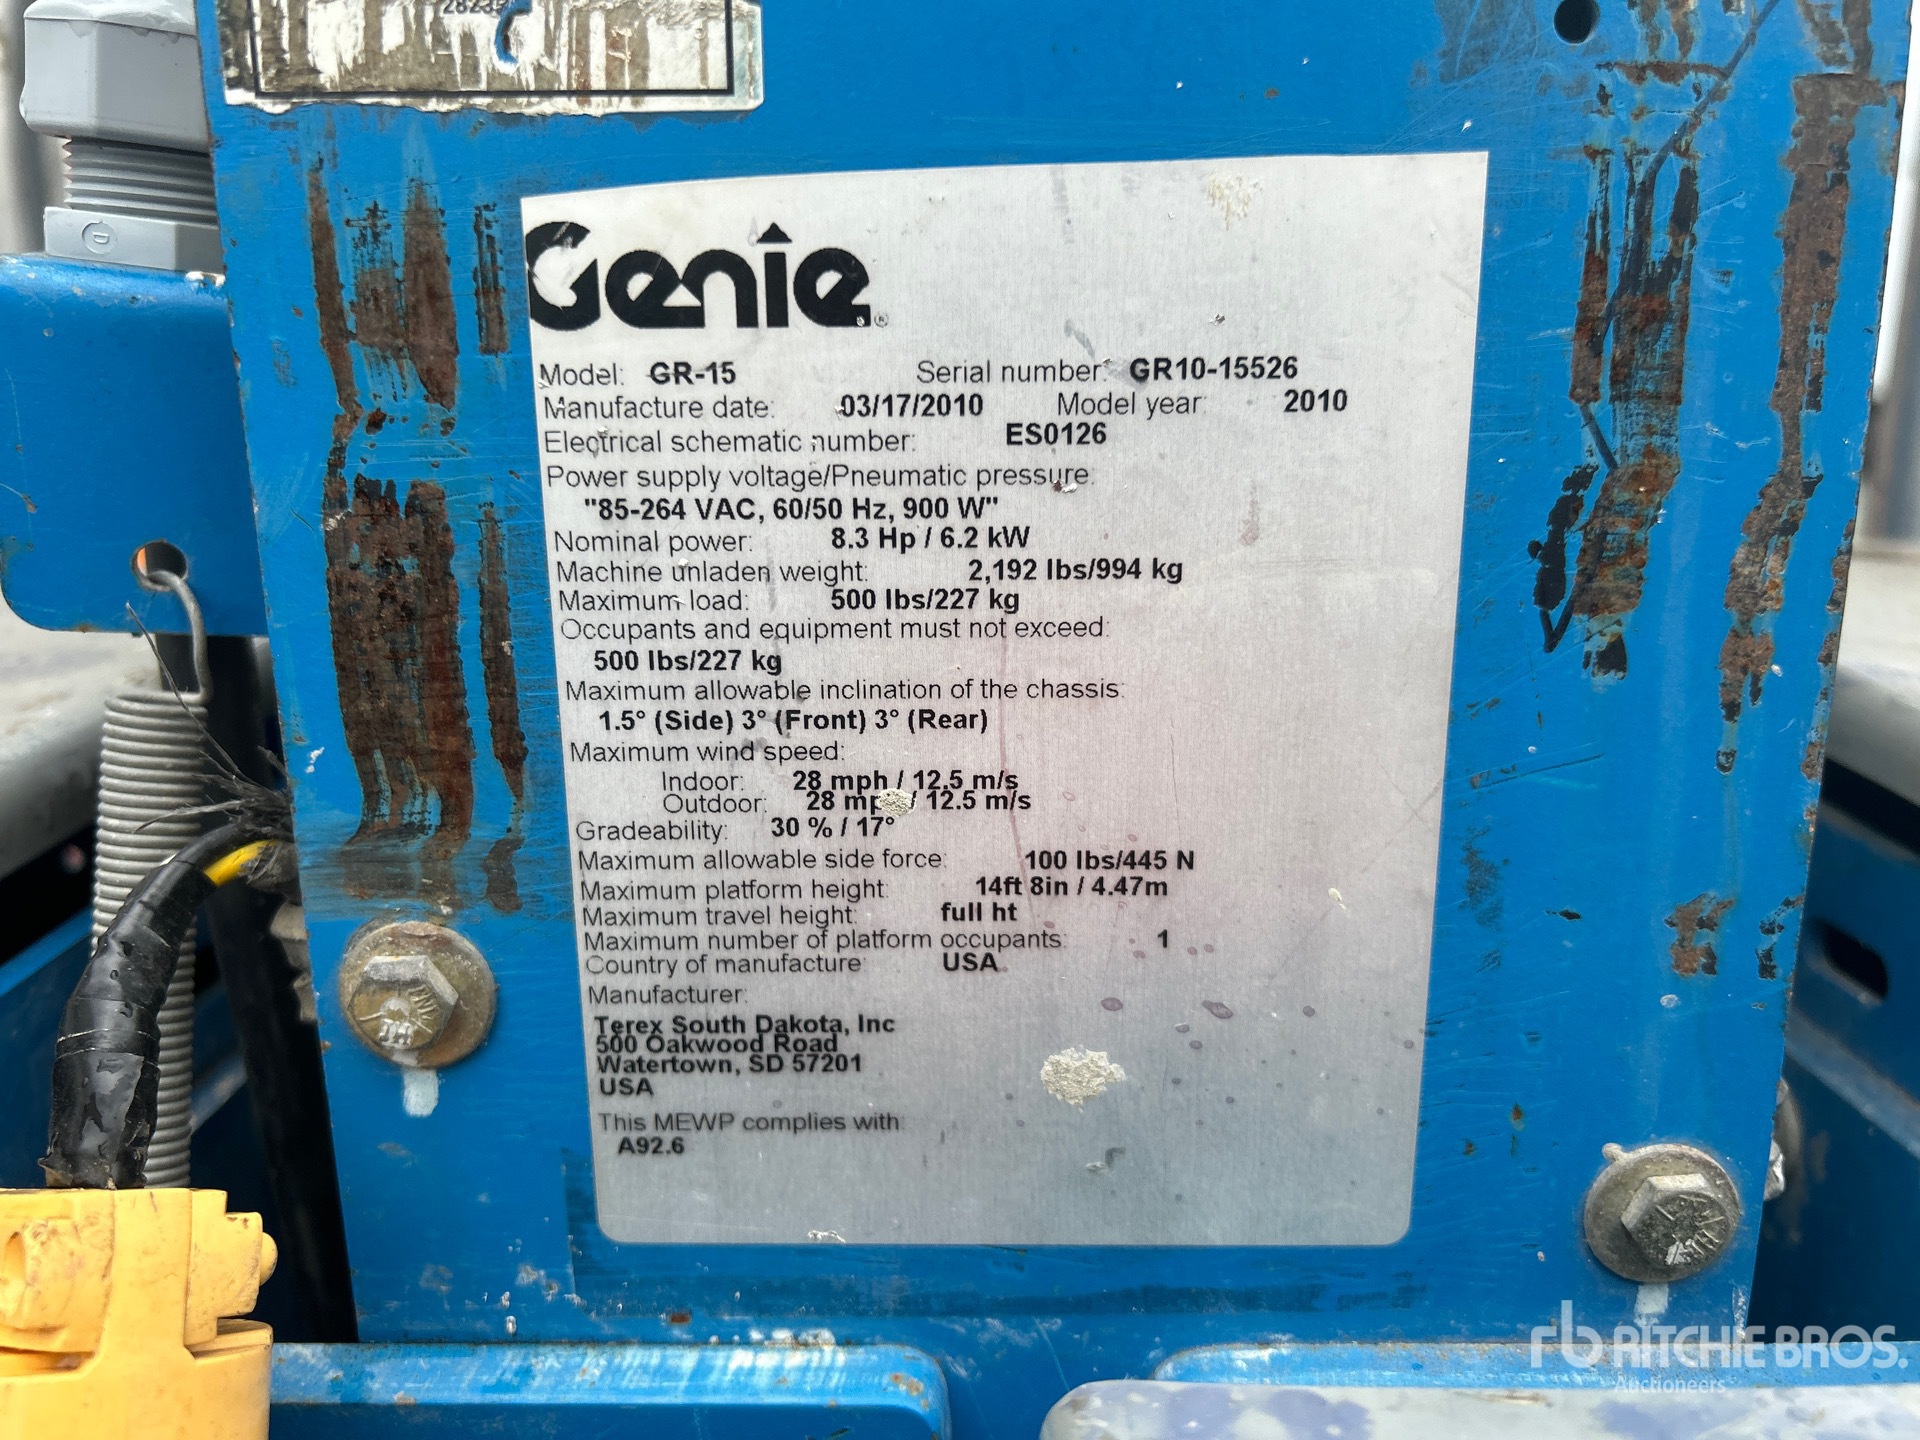 Genie®
Model: GR-15 Serial number: GR10-15526
Manufacture date: 03/17/2010 Model year: 2010
Electrical schematic number: ES0126
Power supply voltage/Pneumatic pressure:
"85-264 VAC, 60/50 Hz, 900 W"
Nominal power: 8.3 Hp / 6.2 kW
Machine unladen weight: 2,192 lbs/994 kg
Maximum load: 500 lbs/227 kg
Occupants and equipment must not exceed:
500 lbs/227 kg
Maximum allowable inclination of the chassis:
1.5° (Side) 3° (Front) 3° (Rear)
Maximum wind speed:
Indoor: 28 mph / 12.5 m/s
Outdoor: 28 mph / 12.5 m/s
Gradeability: 30 % / 17°
Maximum allowable side force: 100 lbs/445 N
Maximum platform height: 14ft 8in / 4.47m
Maximum travel height: full ht
Maximum number of platform occupants: 1
Country of manufacture: USA
Manufacturer:
Terex South Dakota, Inc
500 Oakwood Road
Watertown, SD 57201
USA
This MEWP complies with:
A92.6
rb RITCHIE BROS.
Auctioneers